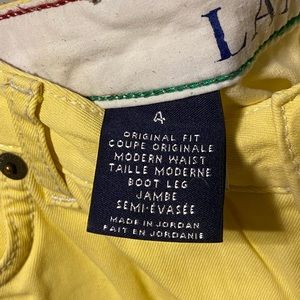 LA
4
ORIGINAL FIT
COUPE ORIGINALE
MODERN WAIST
TAILLE MODERNE
BOOT LEG
JAMBE
SEMI-ÉVASÉE
MADE IN JORDAN
FAIT EN JORDANIE